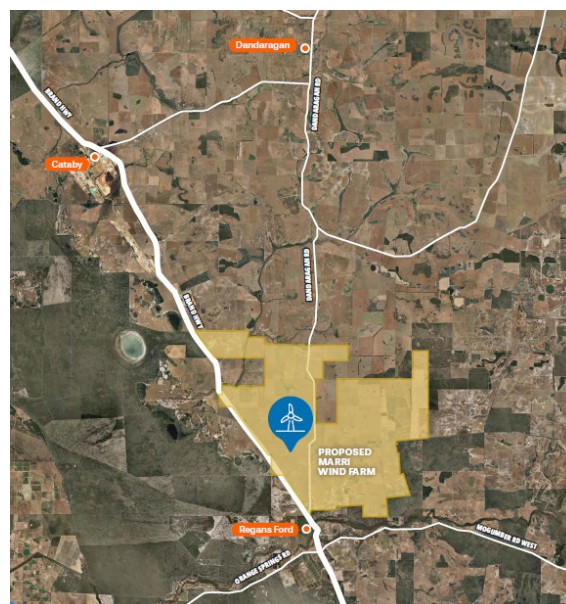 Dandaragan
BRAND HWY
DANDARAGAN RD
Cataby
DANDARAGAN RD
BRAND HWY
PROPOSED
MARRI
WIND FARM
Regans Ford
MOGUMBER RD WEST
ORANGE SPRINGS RD